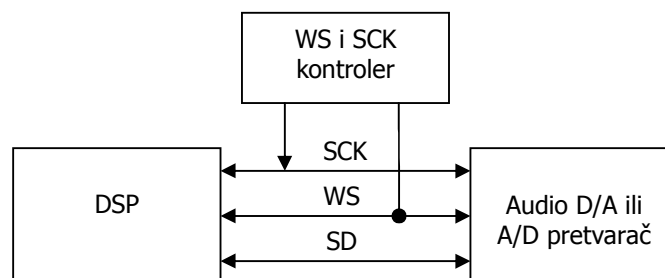 WS i SCK
kontroler
SCK
DSP
WS
SD
Audio D/A ili
A/D pretvarač